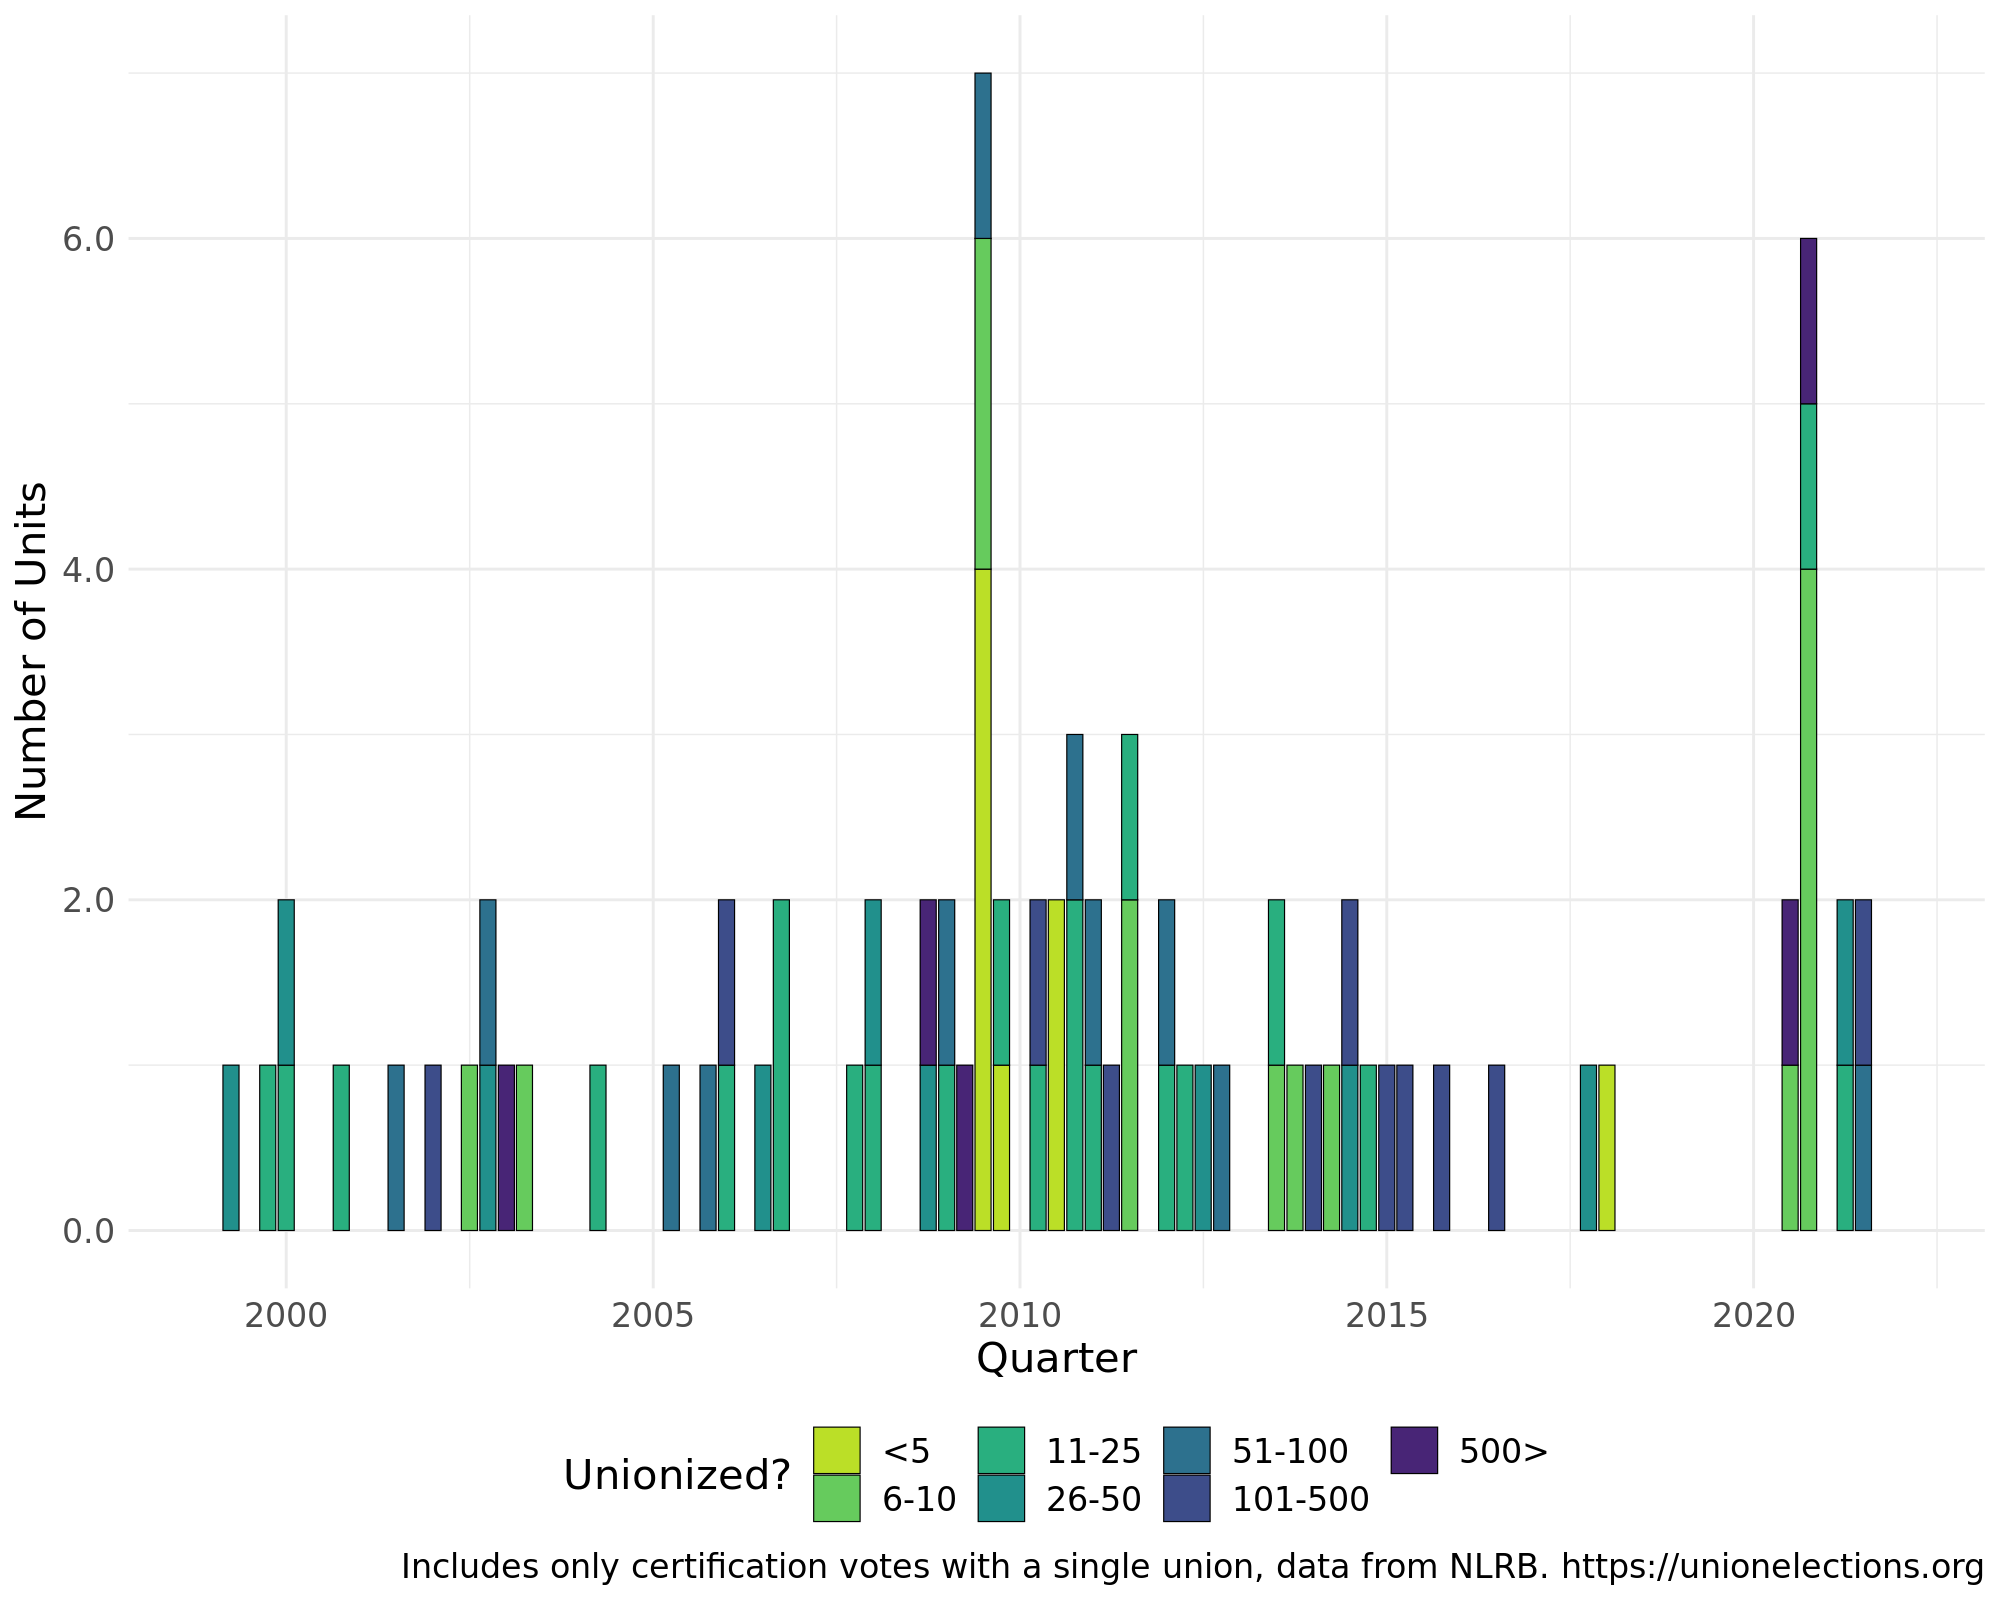 Number of Units
6.0
4.0
2.0
0.0
2000 2005 2010 2015 2020
Quarter
Unionized?
<5 11-25 51-100 500>
6-10 26-50 101-500
Includes only certification votes with a single union, data from NLRB. https://unionelections.org